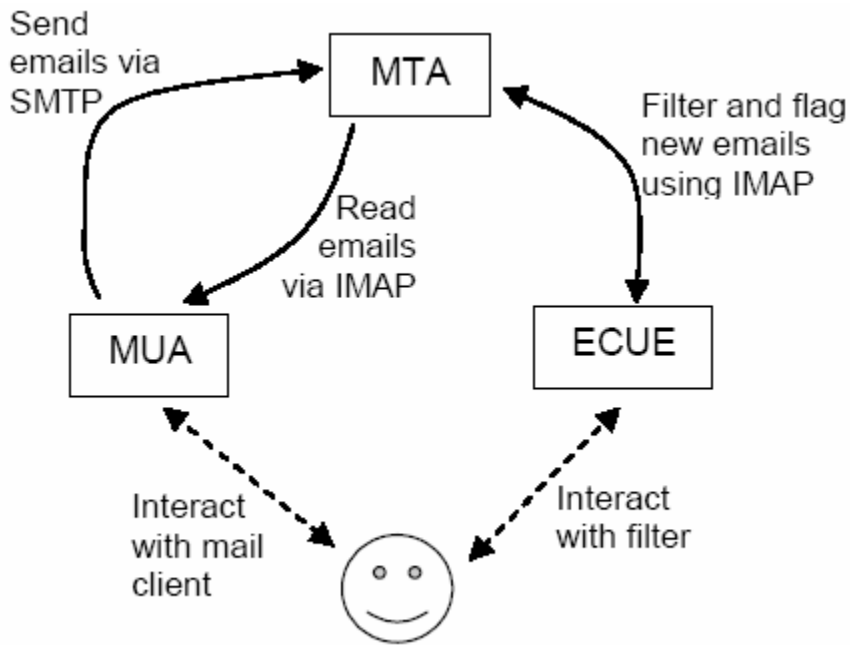 Send
emails via
SMTP
MTA
Filter and flag
new emails
using IMAP
Read
emails
via IMAP
MUA
ECUE
Interact
with mail
client
Interact
with filter